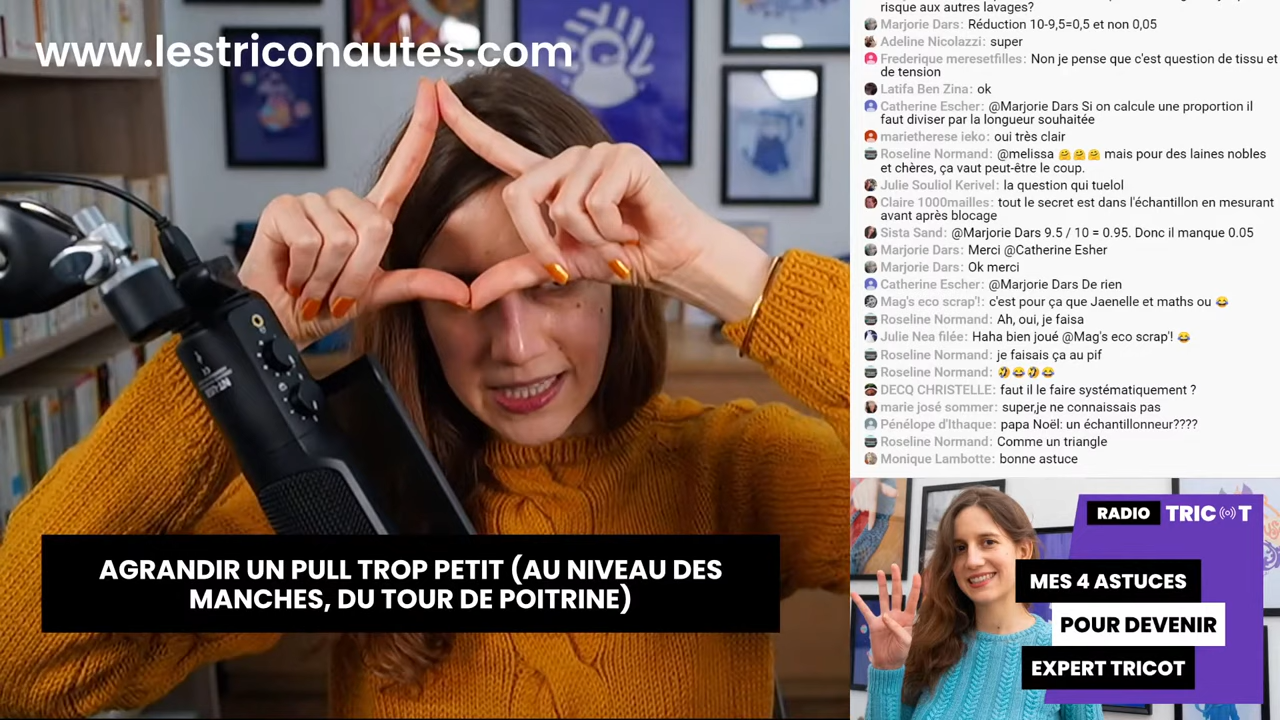 www.lestriconautes.com
AGRANDIR UN PULL TROP PETIT (AU NIVEAU DES
MANCHES, DU TOUR DE POITRINE)
risque aux autres lavages?
Marjorie Dars: Réduction 10-9,5=0,5 et non 0,05
Adeline Nicolazzi: super
Frederique meresetfilles: Non je pense que c'est question de tissu et
de tension
Latifa Ben Zina: ok
Catherine Escher: @Marjorie Dars Si on calcule une proportion il
faut diviser par la longueur souhaitée
marietherese ieko: oui très clair
Roseline Normand: @melissa 🤗🤗🤗 mais pour des laines nobles
et chères, ça vaut peut-être le coup.
Julie Souliol Kerivel: la question qui tuelol
Claire 1000mailles: tout le secret est dans l'échantillon en mesurant
avant après blocage
Sista Sand: @Marjorie Dars 9.5 / 10 = 0.95. Donc il manque 0.05
Marjorie Dars: Merci @Catherine Esher
Marjorie Dars: Ok merci
Catherine Escher: @Marjorie Dars De rien
Mag's eco scrap'!: c'est pour ça que Jaenelle et maths ou 😂
Roseline Normand: Ah, oui, je faisa
Julie Nea filée: Haha bien joué @Mag's eco scrap'! 😂
Roseline Normand: je faisais ça au pif
Roseline Normand: 🤣😂🤣😂
DECQ CHRISTELLE: faut il le faire systématiquement ?
marie josé sommer: super,je ne connaissais pas
Pénélope d'Ithaque: papa Noël: un échantillonneur????
Roseline Normand: Comme un triangle
Monique Lambotte: bonne astuce
RADIO TRICOT
MES 4 ASTUCES
POUR DEVENIR
EXPERT TRICOT